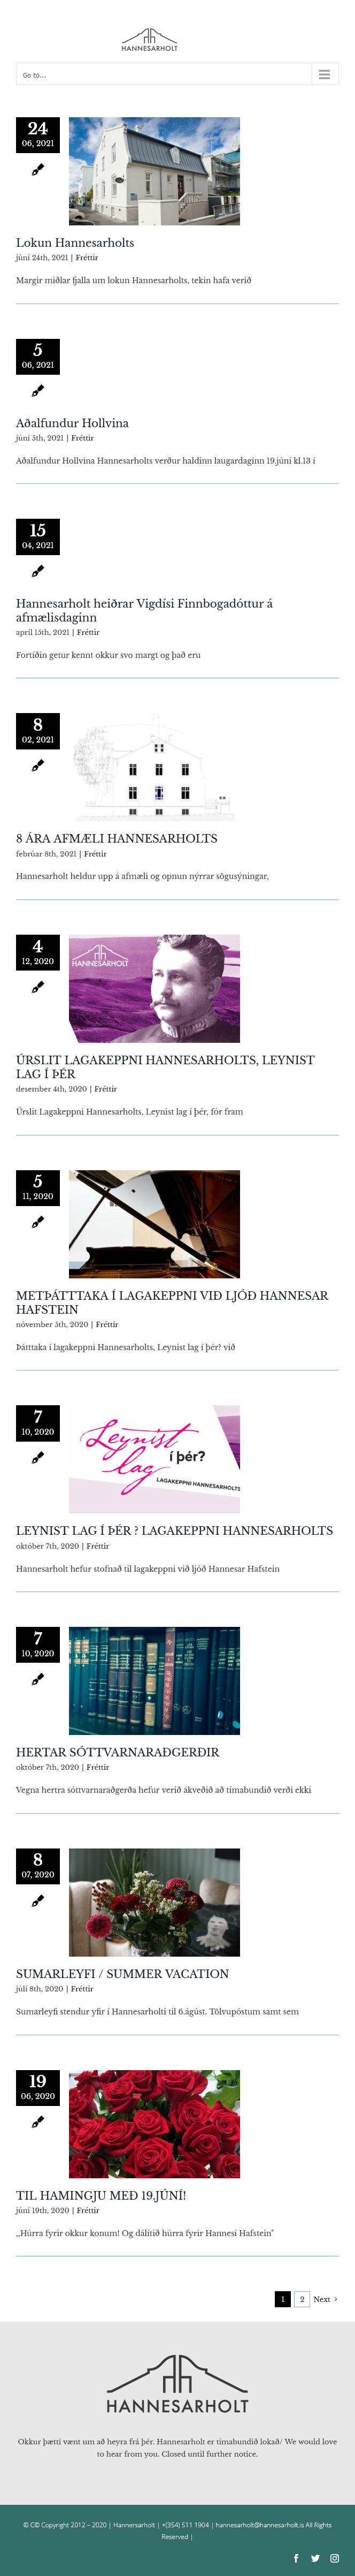 HANNESARHOLT
Go to...
24
06, 2021
Lokun Hannesarholts
júní 24th, 2021 | Fréttir
Margir miðlar fjalla um lokun Hannesarholts, tekin hafa verið
5
06, 2021
Aðalfundur Hollvina
júní 5th, 2021 | Fréttir
Aðalfundur Hollvina Hannesarholts verður haldinn laugardaginn 19.júní kl.13 í
15
04, 2021
Hannesarholt heiðrar Vigdísi Finnbogadóttur á
afmælisdaginn
apríl 15th, 2021 | Fréttir
Fortíðin getur kennt okkur svo margt og það eru
8
02, 2021
8 ÁRA AFMÆLI HANNESARHOLTS
febrúar 8th, 2021 | Fréttir
Hannesarholt heldur upp á afmæli og opnun nýrrar sögusýningar,
4
12, 2020
HANNESARHOLT
ÚRSLIT LAGAKEPPNI HANNESARHOLTS, LEYNIST
LAG Í ÞÉR
desember 4th, 2020 | Fréttir
Úrslit Lagakeppni Hannesarholts, Leynist lag í þér, fór fram
5
11, 2020
METÞÁTTTAKA Í LAGAKEPPNI VIÐ LJÓÐ HANNESAR
HAFSTEIN
nóvember 5th, 2020 | Fréttir
Þátttaka í lagakeppni Hannesarholts, Leynist lag í þér? við
7
10, 2020
Leynist
lag í þér?
LAGAKEPPNI HANNESARHOLTS
LEYNIST LAG Í ÞÉR ? LAGAKEPPNI HANNESARHOLTS
október 7th, 2020 | Fréttir
Hannesarholt hefur stofnað til lagakeppni við ljóð Hannesar Hafstein
7
10, 2020
HERTAR SÓTTVARNARAÐGERÐIR
október 7th, 2020 | Fréttir
Vegna hertra sóttvarnaraðgerða hefur verið ákveðið að tímabundið verði ekki
8
07, 2020
SUMARLEYFI / SUMMER VACATION
júlí 8th, 2020 | Fréttir
Sumarleyfi stendur yfir í Hannesarholti til 6.ágúst. Tölvupóstum samt sem
19
06, 2020
TIL HAMINGJU MEÐ 19.JÚNÍ!
júní 19th, 2020 | Fréttir
,,Húrra fyrir okkur konum! Og dálítið húrra fyrir Hannesi Hafstein"
1 2 Next >
HANNESARHOLT
Okkur þætti vænt um að heyra frá þér. Hannesarholt er tímabundið lokað/ We would love
to hear from you. Closed until further notice.
© C© Copyright 2012 – 2020 | Hannersarholt | +(354) 511 1904 | hannesarholt@hannesarholt.is All Rights
Reserved |